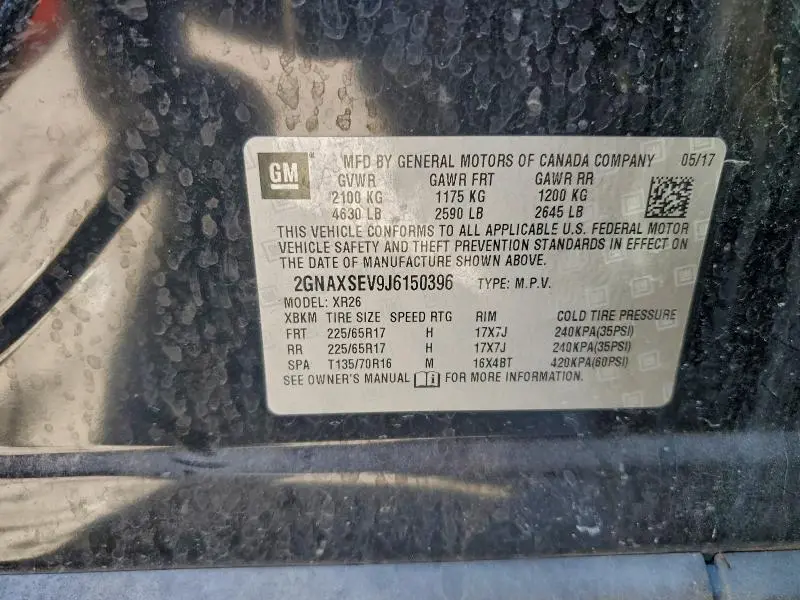 GM
MFD BY GENERAL MOTORS OF CANADA COMPANY 05/17
GVWR GAWR FRT GAWR RR
2100 KG 1175 KG 1200 KG
4630 LB 2590 LB 2645 LB
THIS VEHICLE CONFORMS TO ALL APPLICABLE U.S. FEDERAL MOTOR
VEHICLE SAFETY AND THEFT PREVENTION STANDARDS IN EFFECT ON
THE DATE OF MANUFACTURE SHOWN ABOVE.
2GNAXSEV9J6150396 TYPE: M.P.V.
MODEL: XR26
XBKM TIRE SIZE SPEED RTG RIM COLD TIRE PRESSURE
FRT 225/65R17 H 17X7J 240KPA(35PSI)
RR 225/65R17 H 17X7J 240KPA(35PSI)
SPA T135/70R16 M 16X4BT 420KPA(60PSI)
SEE OWNER'S MANUAL FOR MORE INFORMATION.